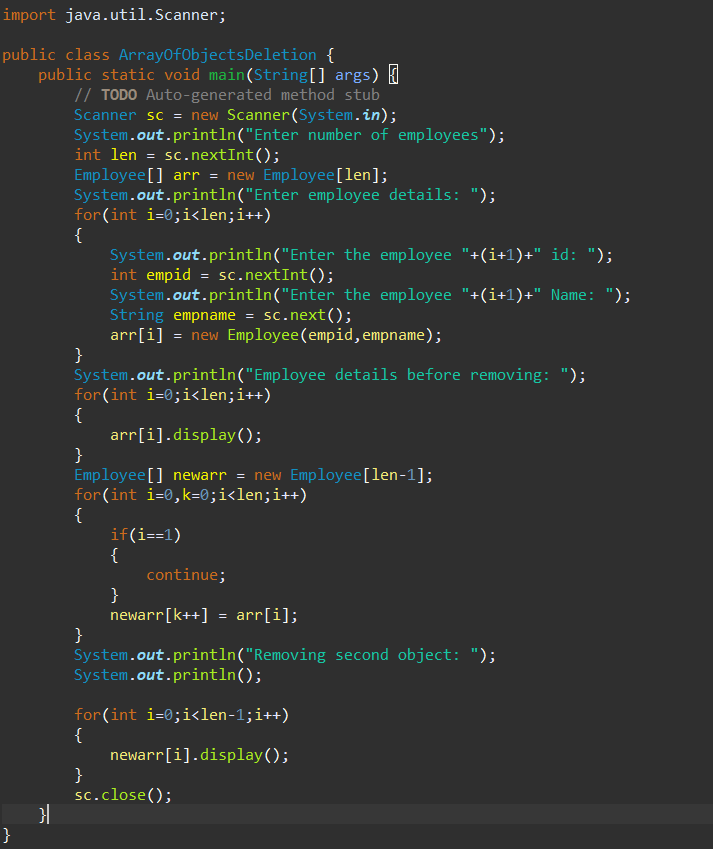 import java.util.Scanner;
public class ArrayOfObjectsDeletion {
public static void main(String[] args) {
// TODO Auto-generated method stub
Scanner sc = new Scanner(System.in);
System.out.println("Enter number of employees");
int len = sc.nextInt();
Employee[] arr = new Employee[len];
System.out.println("Enter employee details: ");
for(int i=0;i<len;i++)
{
System.out.println("Enter the employee "+(i+1)+" id: ");
int empid = sc.nextInt();
System.out.println("Enter the employee "+(i+1)+" Name: ");
String empname = sc.next();
arr[i] = new Employee(empid,empname);
}
System.out.println("Employee details before removing: ");
for(int i=0;i<len;i++)
{
arr[i].display();
}
Employee[] newarr = new Employee[len-1];
for(int i=0,k=0;i<len;i++)
{
if(i==1)
{
continue;
}
newarr[k++] = arr[i];
}
System.out.println("Removing second object: ");
System.out.println();
for(int i=0;i<len-1;i++)
{
newarr[i].display();
}
sc.close();
}
}